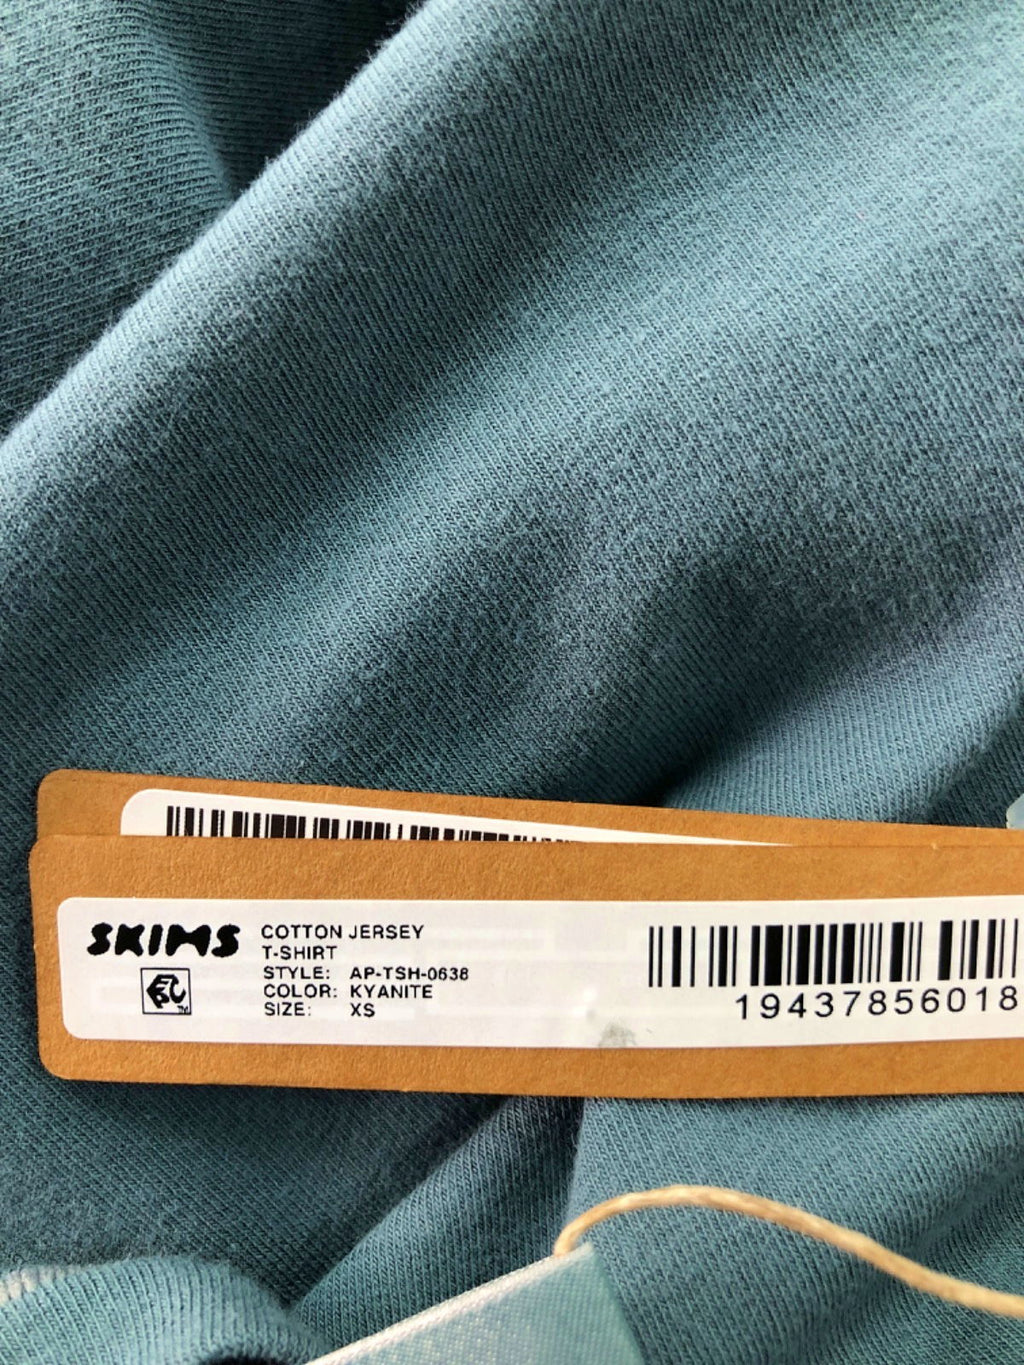 SKIMS
COTTON JERSEY
T-SHIRT
STYLE: AP-TSH-0638
COLOR: KYANITE
SIZE: XS
19437856018